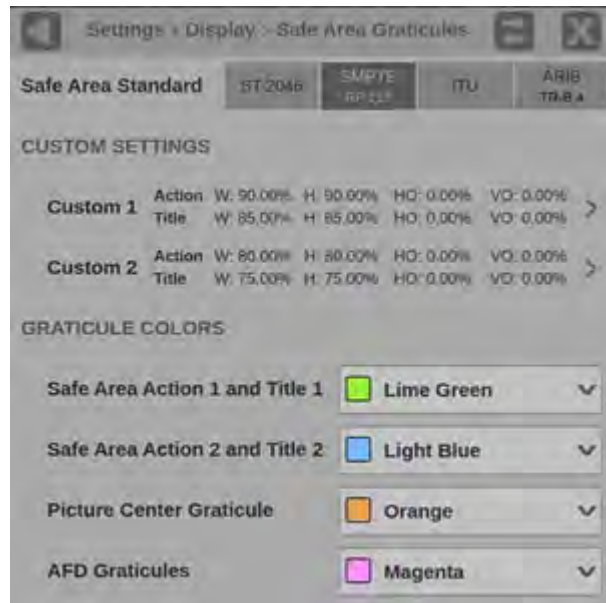 Settings > Display > Safe Area Graticules
Safe Area Standard ST 2046 SMPTE ITU ARIB
TR-B.4
CUSTOM SETTINGS
Custom 1
Action W: 90.00% H: 90.00% HO: 0.00% VO: 0.00%
Title W: 85.00% H: 85.00% HO: 0.00% VO: 0.00%
Custom 2
Action W: 80.00% H: 80.00% HO: 0.00% VO: 0.00%
Title W: 75.00% H: 75.00% HO: 0.00% VO: 0.00%
GRATICULE COLORS
Safe Area Action 1 and Title 1 Lime Green
Safe Area Action 2 and Title 2 Light Blue
Picture Center Graticule Orange
AFD Graticules Magenta